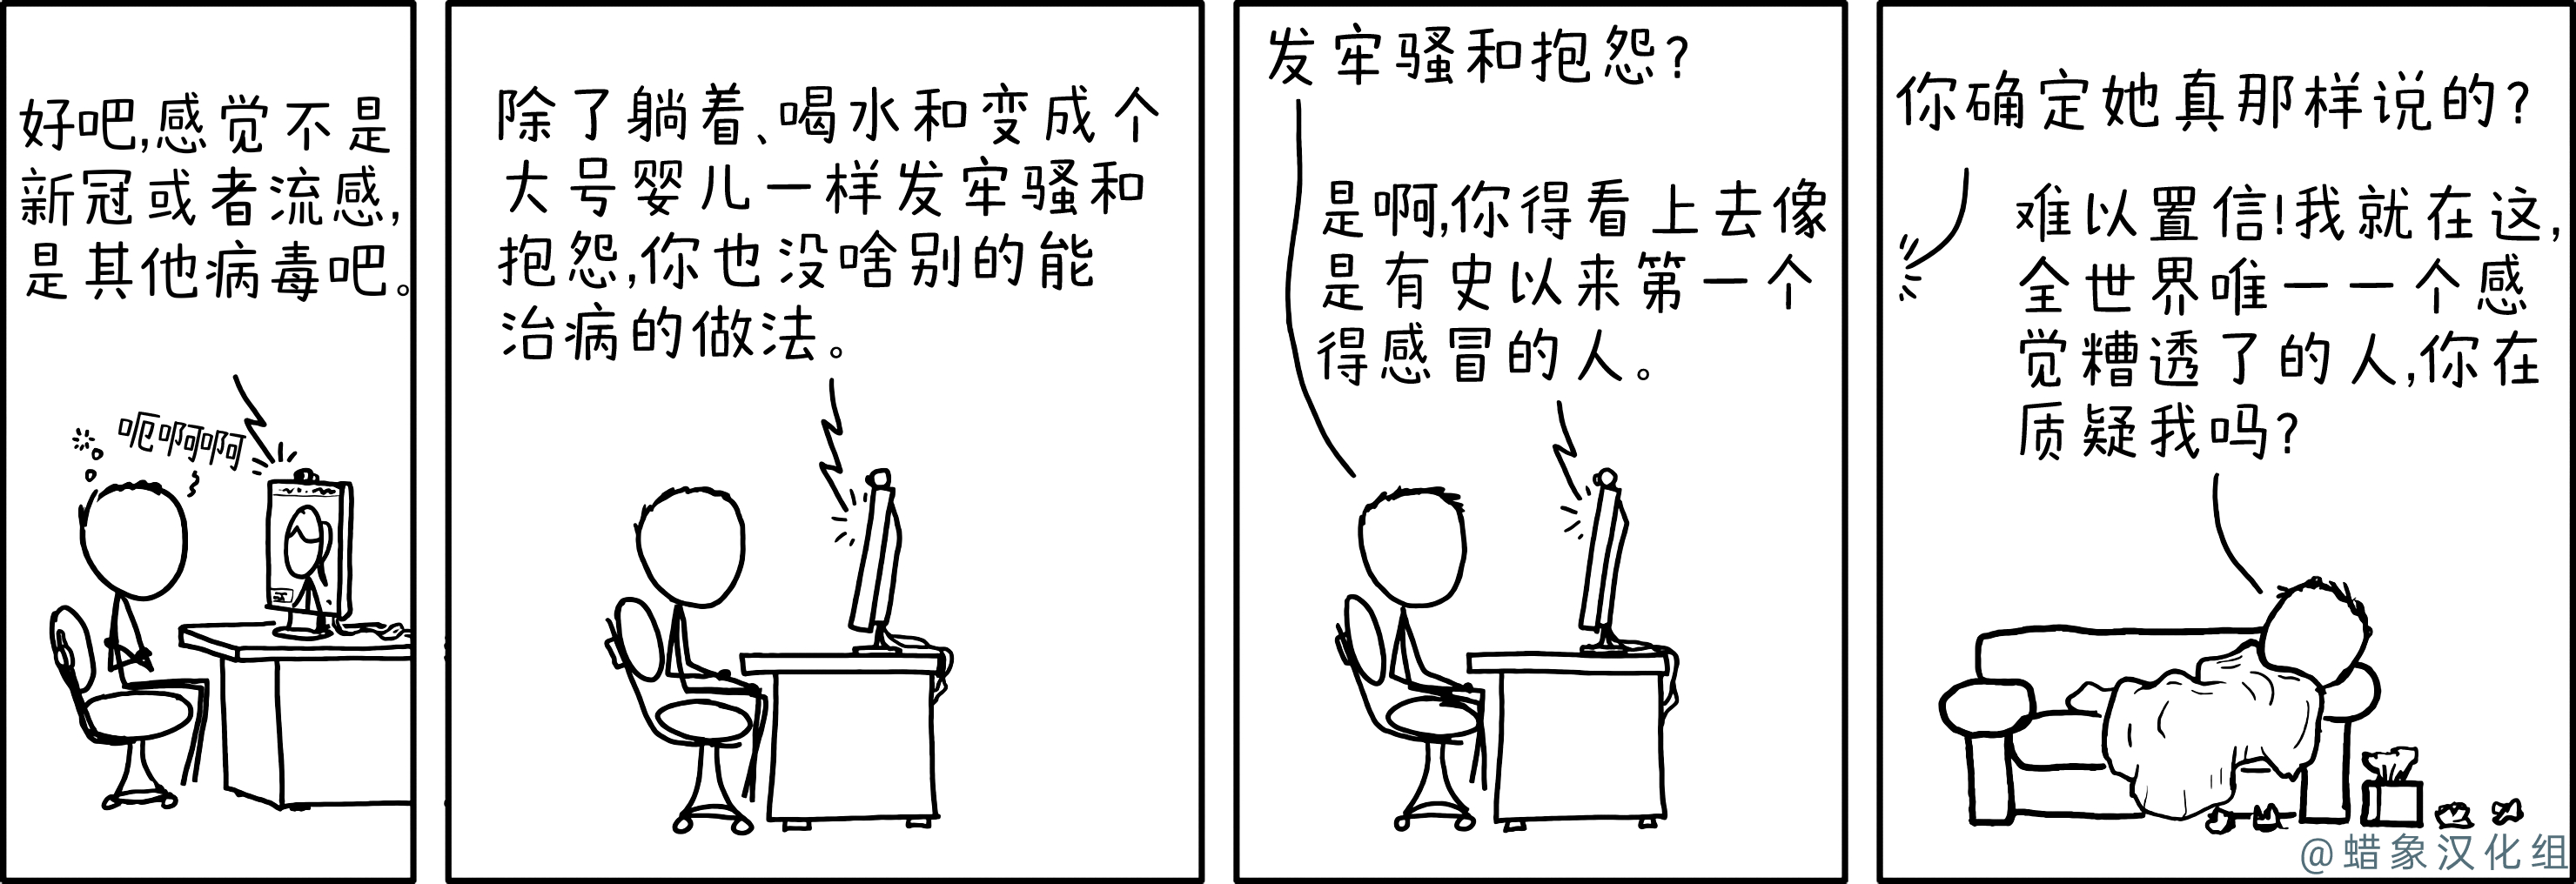 好吧,感觉不是
新冠或者流感,
是其他病毒吧。
呃啊啊
除了躺着、喝水和变成个
大号婴儿一样发牢骚和
抱怨,你也没啥别的能
治病的做法。
发牢骚和抱怨?
是啊,你得看上去像
是有史以来第一个
得感冒的人。
你确定她真那样说的?
难以置信!我就在这,
全世界唯一一个感
觉糟透了的人,你在
质疑我吗?
@蜡象汉化组